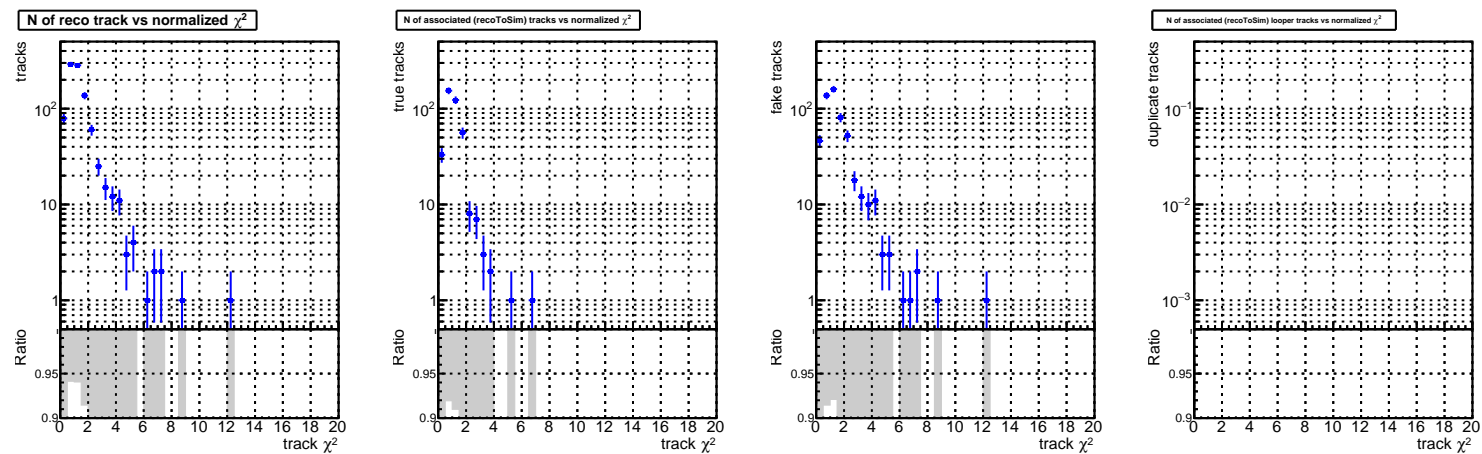 N of reco track vs normalized χ²
tracks
10²
10
1
Ratio
0.95
0.9
0 2 4 6 8 10 12 14 16 18 20
track χ²
N of associated (recoToSim) tracks vs normalized χ²
true tracks
10²
10
1
Ratio
0.95
0.9
0 2 4 6 8 10 12 14 16 18 20
track χ²
fake tracks
10²
10
1
Ratio
0.95
0.9
0 2 4 6 8 10 12 14 16 18 20
track χ²
N of associated (recoToSim) looper tracks vs normalized χ²
duplicate tracks
10⁻¹
10⁻²
10⁻³
Ratio
0.95
0.9
0 2 4 6 8 10 12 14 16 18 20
track χ²